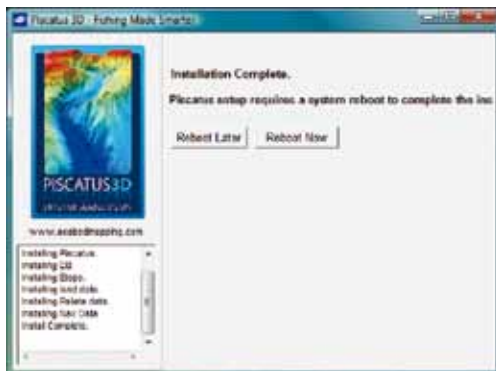 Piscatus 3D - Fishing Made Smarter
Installation Complete.
Piscatus setup requires a system reboot to complete the ins
Reboot Later
Reboot Now
PISCATUS3D
www.seabedmapping.com
Installing Piscatus.
Installing
Installing
Installing land data.
Installing Palette data.
Installing Nav Data
Install Complete.